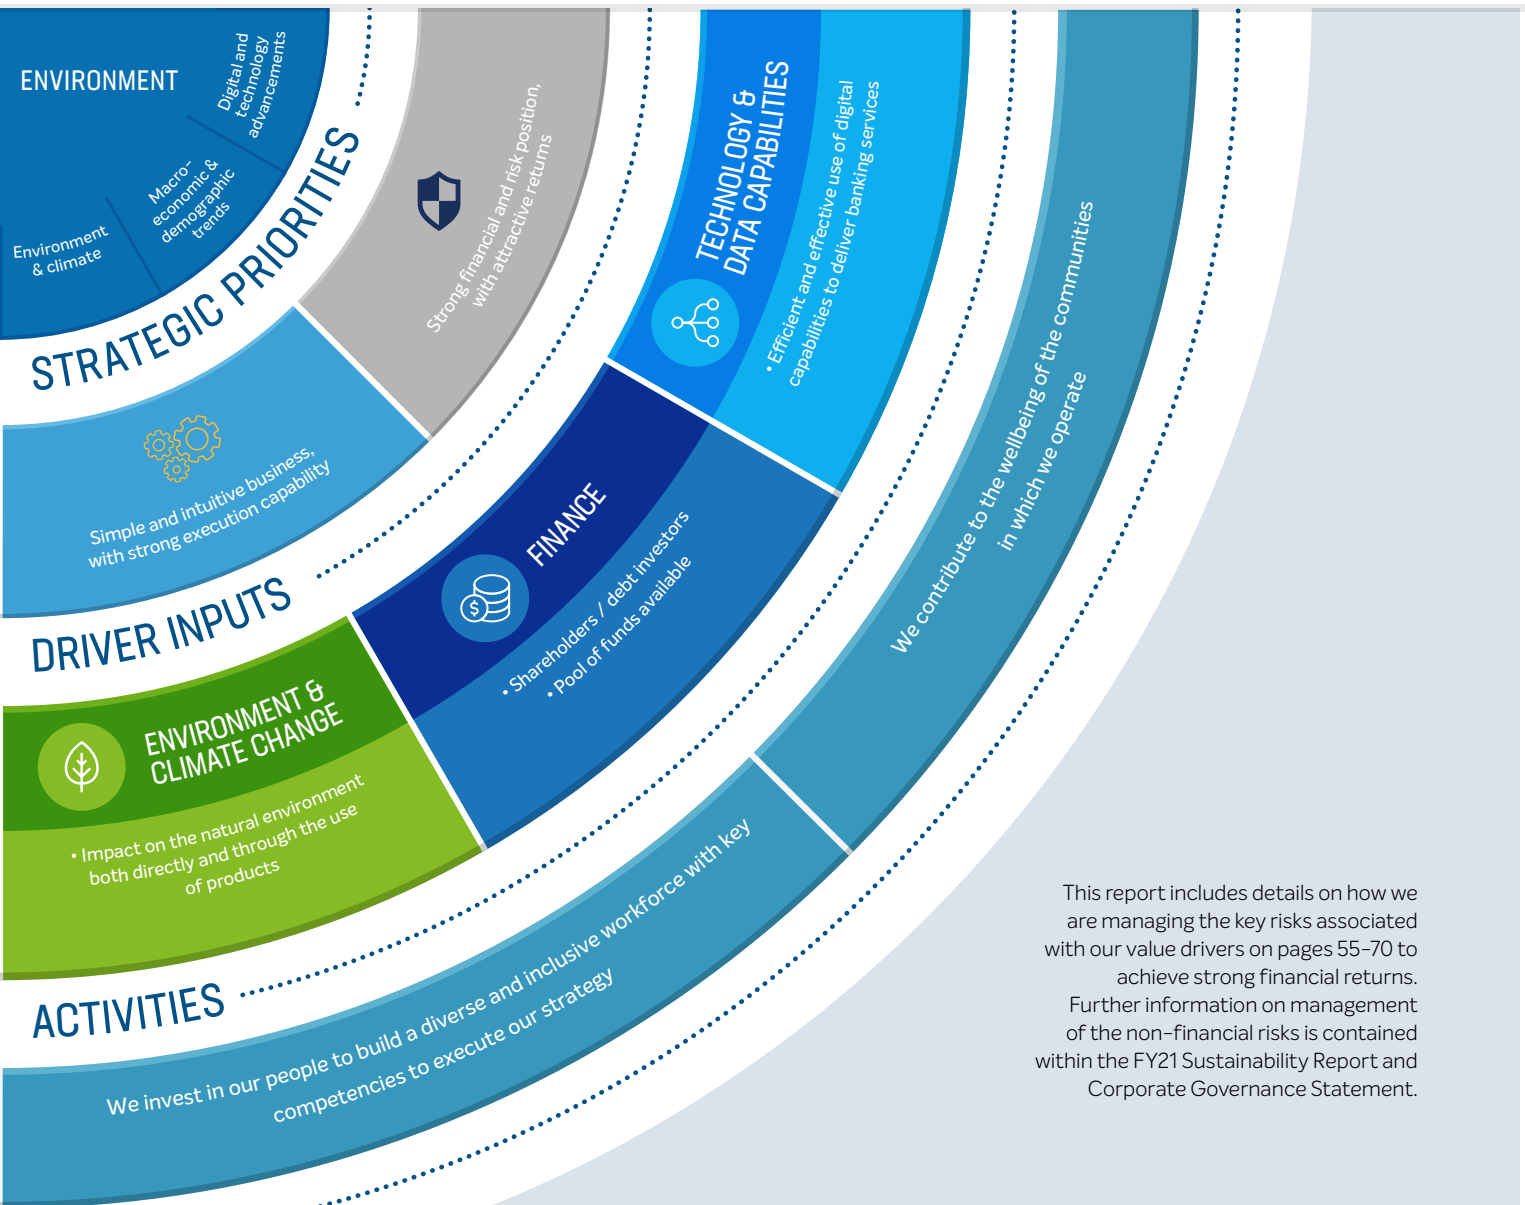 ENVIRONMENT
Digital and
technology
advancements
Macro-
economic &
demographic
trends
Environment
& climate
STRATEGIC PRIORITIES
Strong financial and risk position,
with attractive returns
Simple and intuitive business,
with strong execution capability
DRIVER INPUTS
TECHNOLOGY &
DATA CAPABILITIES
• Efficient and effective use of digital
capabilities to deliver banking services
FINANCE
$
• Shareholders / debt investors
• Pool of funds available
ENVIRONMENT &
CLIMATE CHANGE
• Impact on the natural environment
both directly and through the use
of products
ACTIVITIES
We contribute to the wellbeing of the communities
in which we operate
We invest in our people to build a diverse and inclusive workforce with key
competencies to execute our strategy
This report includes details on how we
are managing the key risks associated
with our value drivers on pages 55–70 to
achieve strong financial returns.
Further information on management
of the non-financial risks is contained
within the FY21 Sustainability Report and
Corporate Governance Statement.